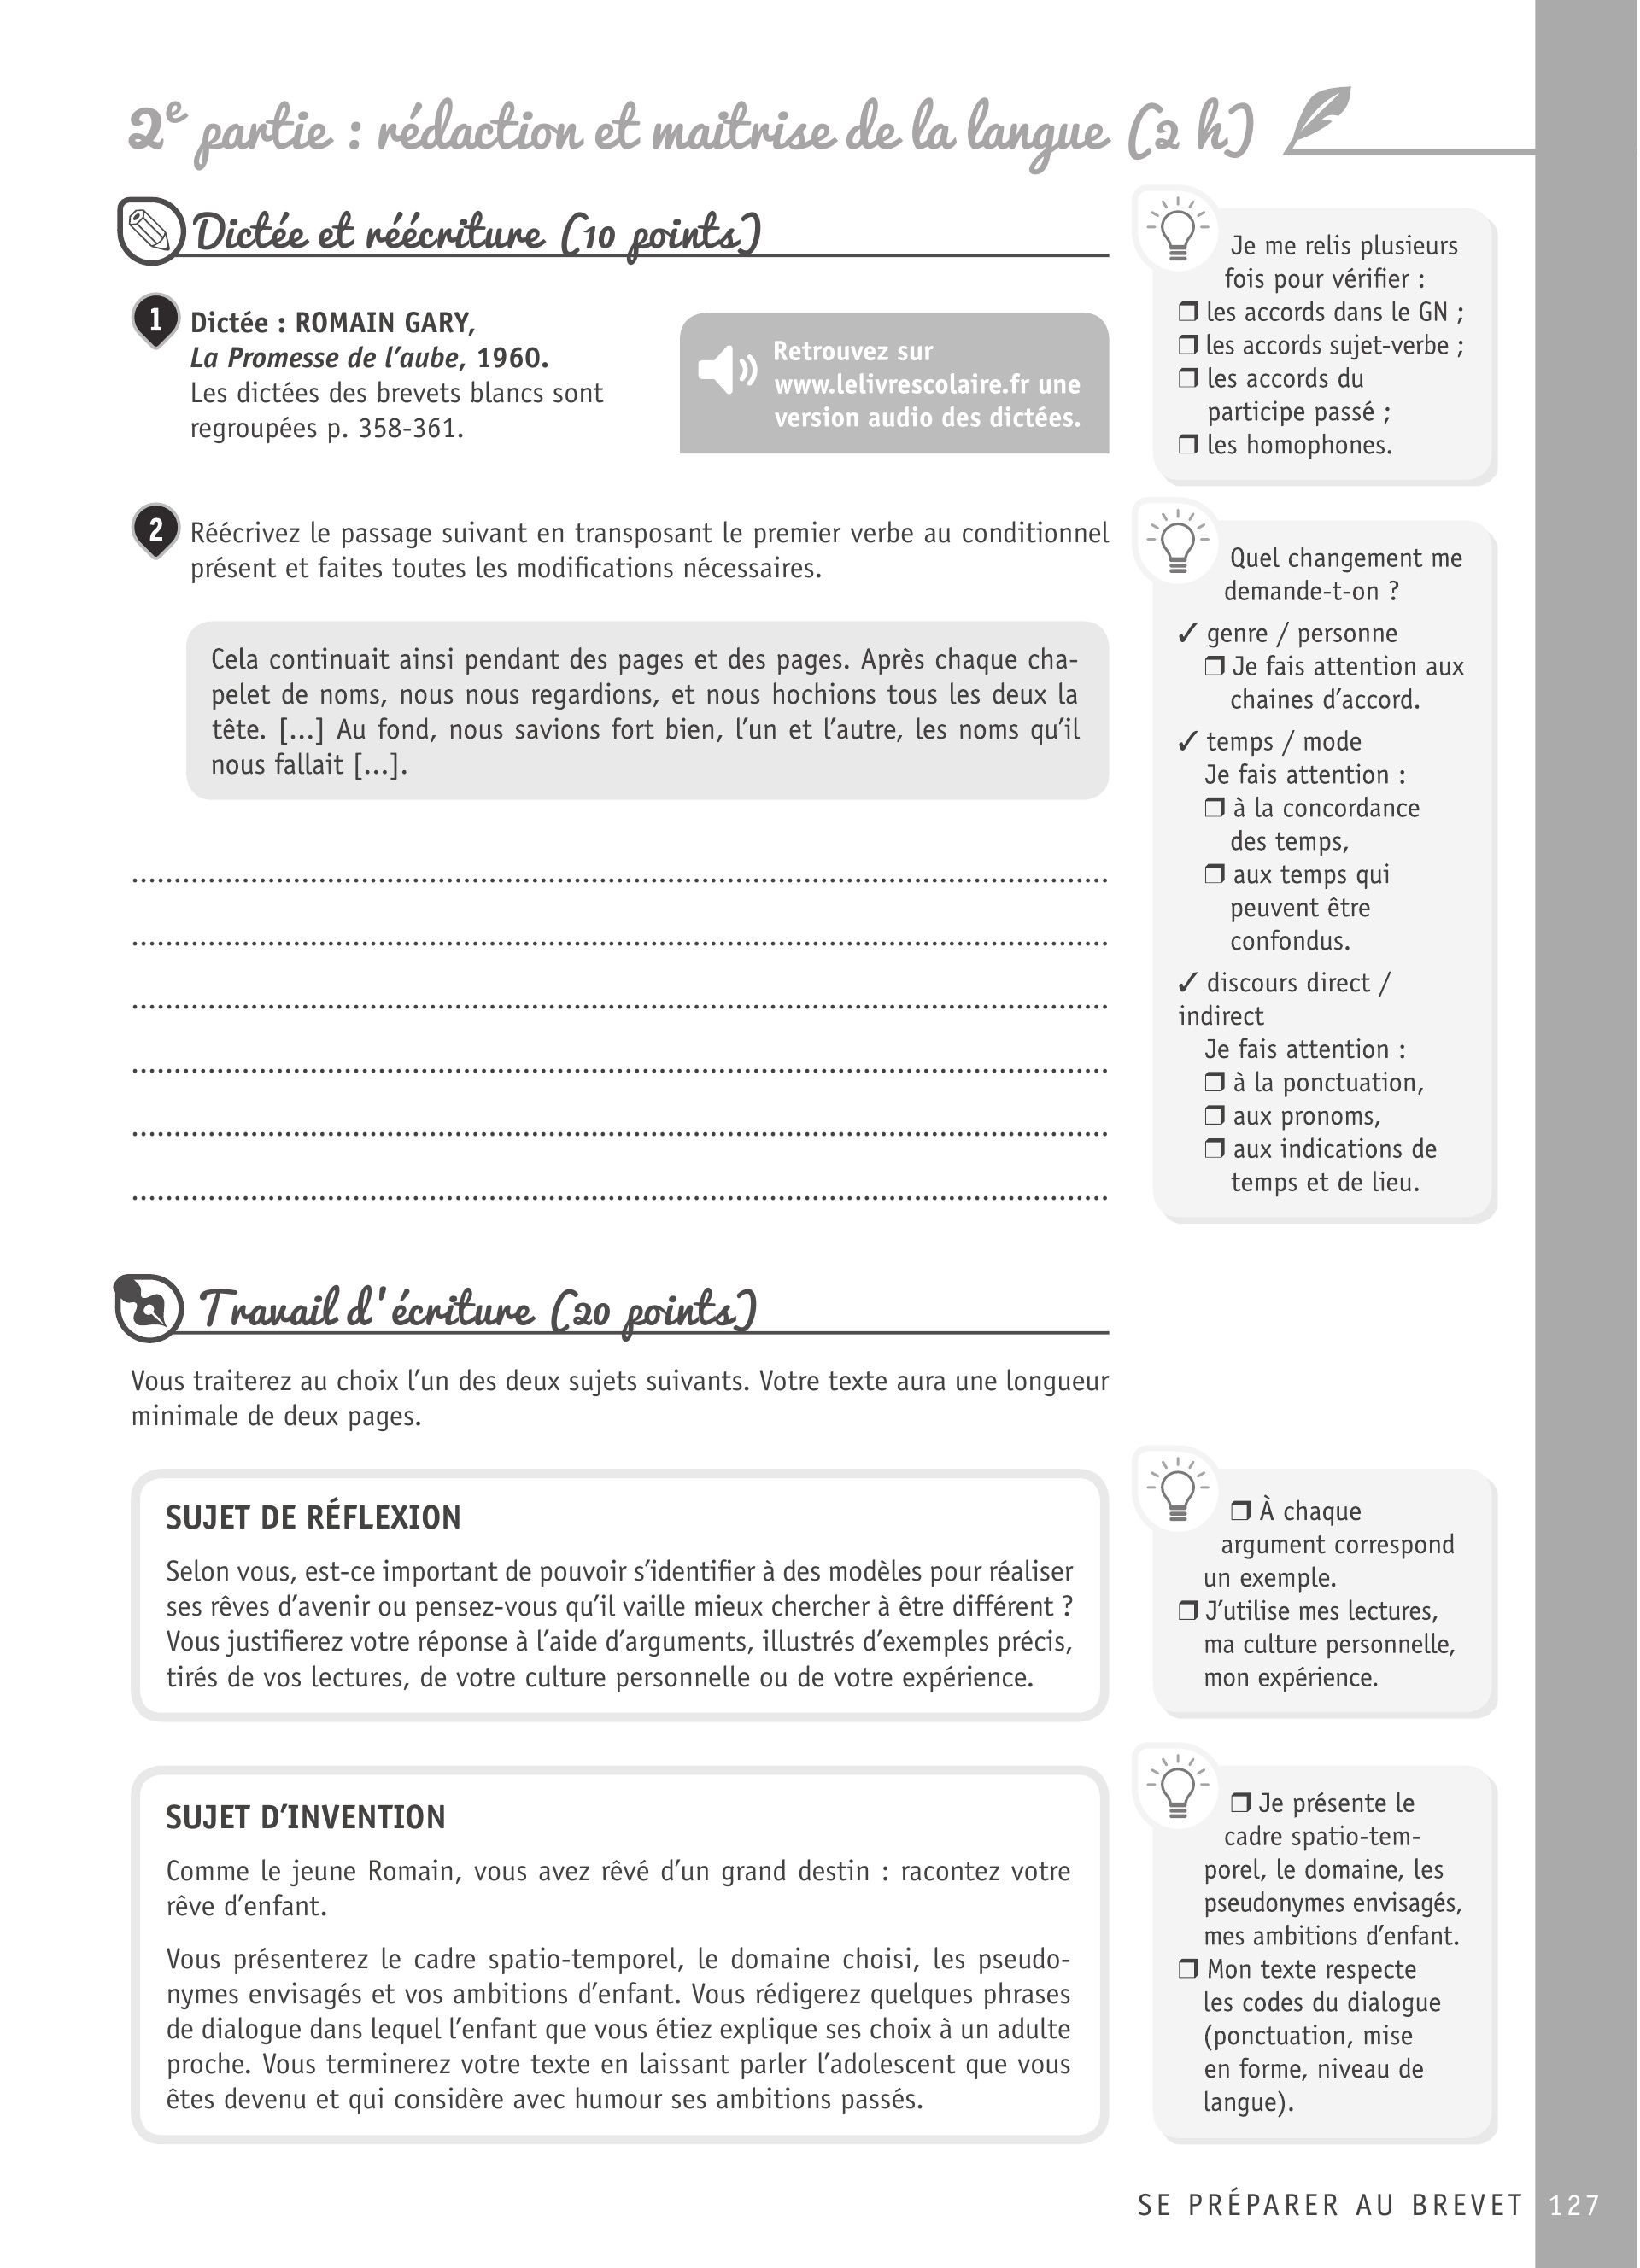 2e partie : rédaction et maitrise de la langue (2 h)
Dictée et réécriture (10 points)
1
Dictée : ROMAIN GARY,
La Promesse de l'aube, 1960.
Les dictées des brevets blancs sont
regroupées p. 358-361.
Retrouvez sur
www.lelivrescolaire.fr une
version audio des dictées.
Je me relis plusieurs
fois pour vérifier :
❒ les accords dans le GN ;
❒ les accords sujet-verbe ;
❒ les accords du
participe passé ;
❒ les homophones.
2
Réécrivez le passage suivant en transposant le premier verbe au conditionnel
présent et faites toutes les modifications nécessaires.
Cela continuait ainsi pendant des pages et des pages. Après chaque cha-
pelet de noms, nous nous regardions, et nous hochions tous les deux la
tête. [...] Au fond, nous savions fort bien, l'un et l'autre, les noms qu'il
nous fallait [...].
Quel changement me
demande-t-on ?
✓ genre / personne
❒ Je fais attention aux
chaines d'accord.
✓ temps / mode
Je fais attention :
❒ à la concordance
des temps,
❒ aux temps qui
peuvent être
confondus.
✓ discours direct /
indirect
Je fais attention :
❒ à la ponctuation,
❒ aux pronoms,
❒ aux indications de
temps et de lieu.
Travail d'écriture (20 points)
Vous traiterez au choix l'un des deux sujets suivants. Votre texte aura une longueur
minimale de deux pages.
SUJET DE RÉFLEXION
Selon vous, est-ce important de pouvoir s'identifier à des modèles pour réaliser
ses rêves d'avenir ou pensez-vous qu'il vaille mieux chercher à être différent ?
Vous justifierez votre réponse à l'aide d'arguments, illustrés d'exemples précis,
tirés de vos lectures, de votre culture personnelle ou de votre expérience.
❒ À chaque
argument correspond
un exemple.
❒ J'utilise mes lectures,
ma culture personnelle,
mon expérience.
SUJET D'INVENTION
Comme le jeune Romain, vous avez rêvé d'un grand destin : racontez votre
rêve d'enfant.
Vous présenterez le cadre spatio-temporel, le domaine choisi, les pseudo-
nymes envisagés et vos ambitions d'enfant. Vous rédigerez quelques phrases
de dialogue dans lequel l'enfant que vous étiez explique ses choix à un adulte
proche. Vous terminerez votre texte en laissant parler l'adolescent que vous
êtes devenu et qui considère avec humour ses ambitions passés.
❒ Je présente le
cadre spatio-tem-
porel, le domaine, les
pseudonymes envisagés,
mes ambitions d'enfant.
❒ Mon texte respecte
les codes du dialogue
(ponctuation, mise
en forme, niveau de
langue).
SE PRÉPARER AU BREVET 127